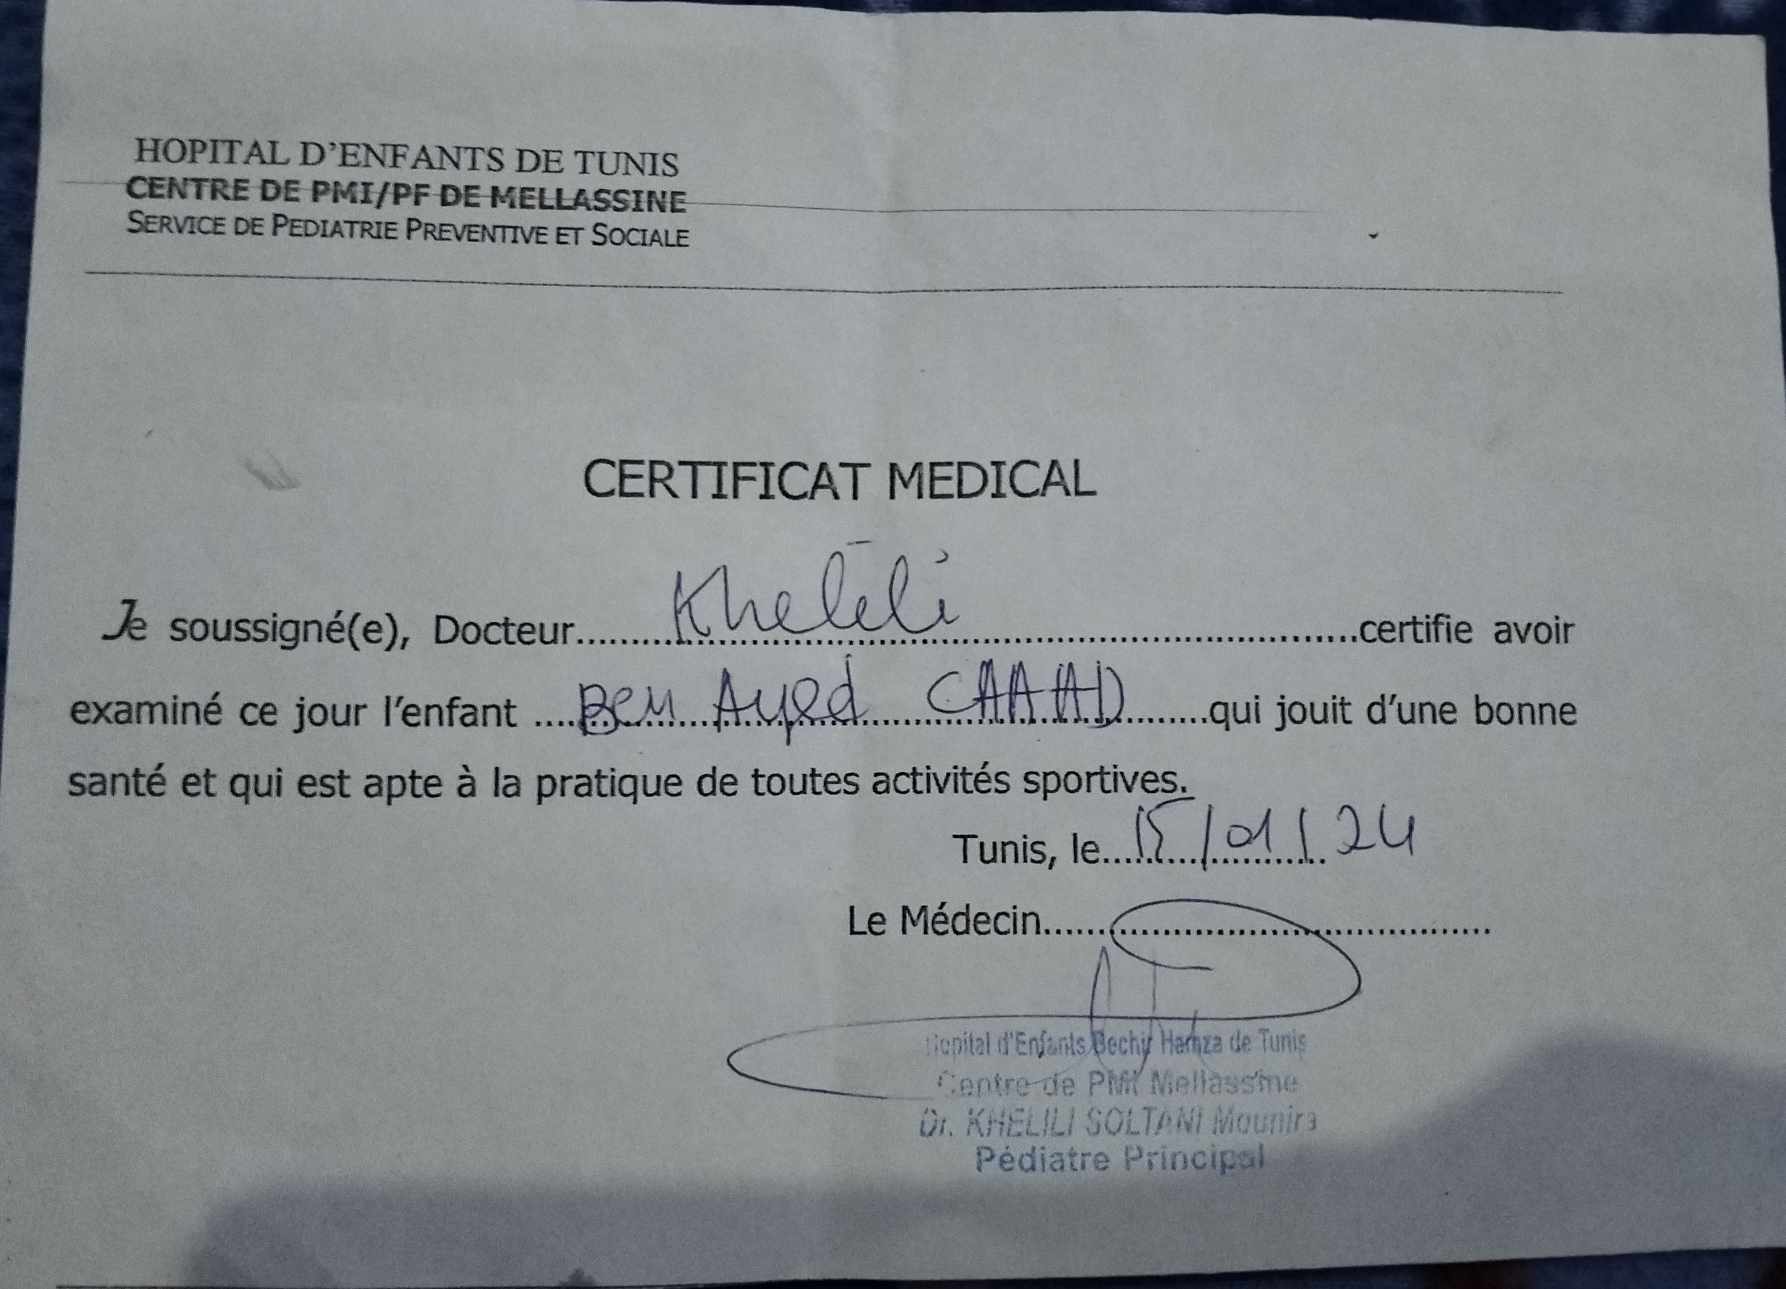 HOPITAL D'ENFANTS DE TUNIS
CENTRE DE PMI/PF DE MELLASSINE
SERVICE DE PEDIATRIE PREVENTIVE ET SOCIALE
CERTIFICAT MEDICAL
Je soussigné(e), Docteur Khelili certifie avoir
examiné ce jour l'enfant Ben Ayed qui jouit d'une bonne
santé et qui est apte à la pratique de toutes activités sportives.
Tunis, le 15/01/24
Le Médecin
Hopital d'Enfants Bechir Hamza de Tunis
Centre de PMI Mellassine
Dr. KHELILI SOLTANI Mounira
Pédiatre Principal